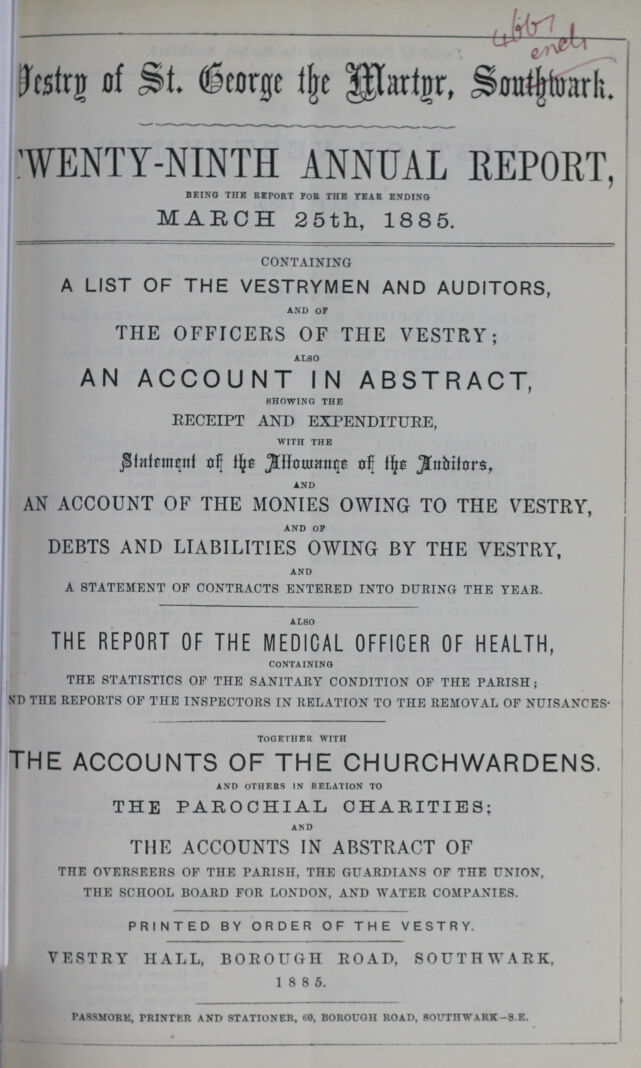 Vestry of St. George the Martyr, Southwark.
TWENTY-NINTH ANNUAL REPORT,
BEING THE REPORT FOR THE YEAR ENDING
MARCH 25th, 1885.
CONTAINING
A LIST OF THE VESTRYMEN AND AUDITORS,
AND OF
THE OFFICERS OF THE VESTRY;
ALSO
AN ACCOUNT IN ABSTRACT,
SHOWING THE
RECEIPT AND EXPENDITURE,
WITH THE
Statement of the Allowance of the Auditors,
AND
AN ACCOUNT OF THE MONIES OWING TO THE VESTRY,
AND OF
DEBTS AND LIABILITIES OWING BY THE VESTRY,
AND
A STATEMENT OF CONTRACTS ENTERED INTO DURING THE YEAR.
ALSO
THE REPORT OF THE MEDICAL OFFICER OF HEALTH,
CONTAINING
THE STATISTICS OF THE SANITARY CONDITION OF THE PARISH;
ND THE REPORTS OF THE INSPECTORS IN RELATION TO THE REMOVAL OF NUISANCES.
TOGETHER WITH
THE ACCOUNTS OF THE CHURCHWARDENS.
AND OTHERS IN RELATION TO
THE PAROCHIAL CHARITIES;
AND
THE ACCOUNTS IN ABSTRACT OF
THE OVERSEERS OF THE PARISH, THE GUARDIANS OF THE UNION,
THE SCHOOL BOARD FOR LONDON, AND WATER COMPANIES.
PRINTED BY ORDER OF THE VESTRY.
VESTRY HALL, BOROUGH ROAD, SOUTHWARK,
1885.
PASSMORE, PRINTER AND STATIONER, 60, BOROUGH ROAD, SOUTHWARK—S.E.